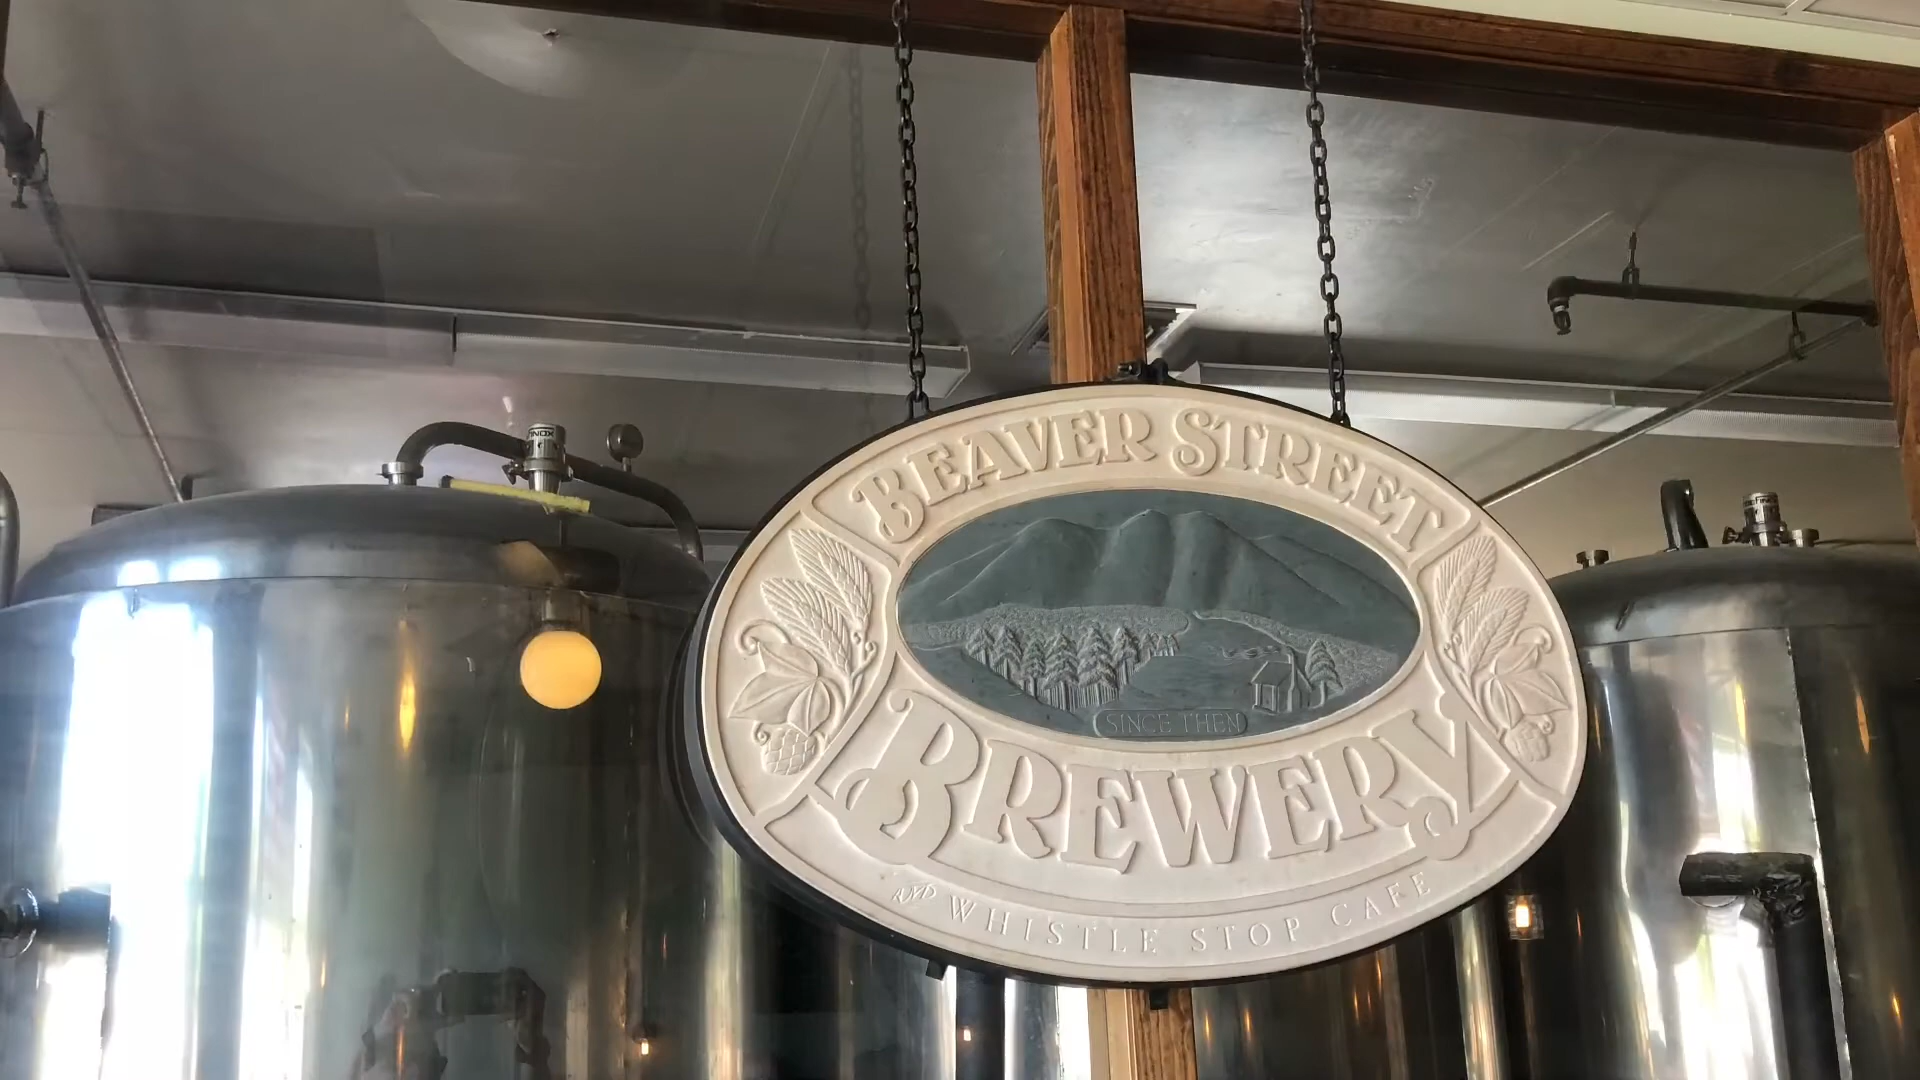 BEAVER STREET
SINCE THEN
BREWERY
AND WHISTLE STOP CAFE